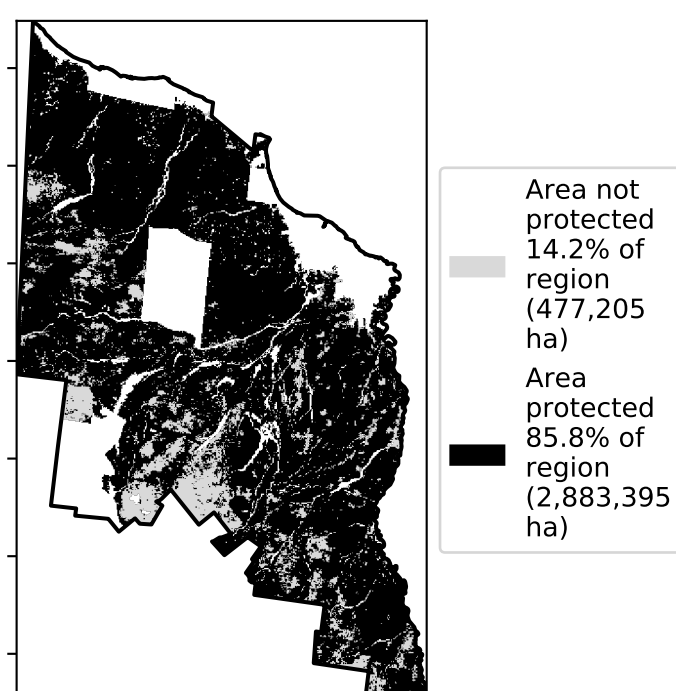 Area not
protected
14.2% of
region
(477,205
ha)
Area
protected
85.8% of
region
(2,883,395
ha)